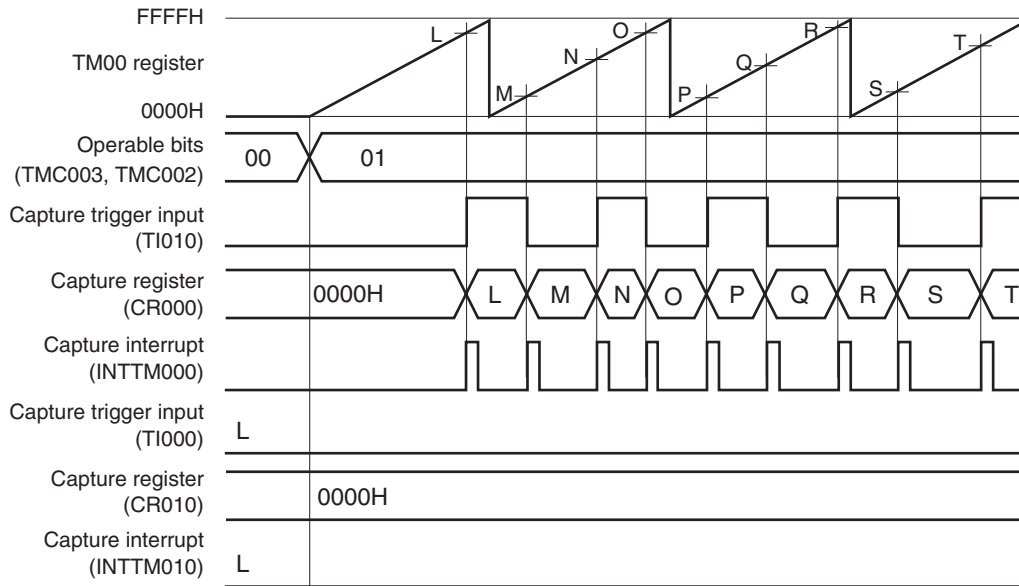 FFFFH
TM00 register
0000H
L M N O P Q R S T
Operable bits
(TMC003, TMC002)
00 01
Capture trigger input
(TI010)
Capture register
(CR000)
0000H L M N O P Q R S T
Capture interrupt
(INTTM000)
Capture trigger input
(TI000)
L
Capture register
(CR010)
0000H
Capture interrupt
(INTTM010)
L